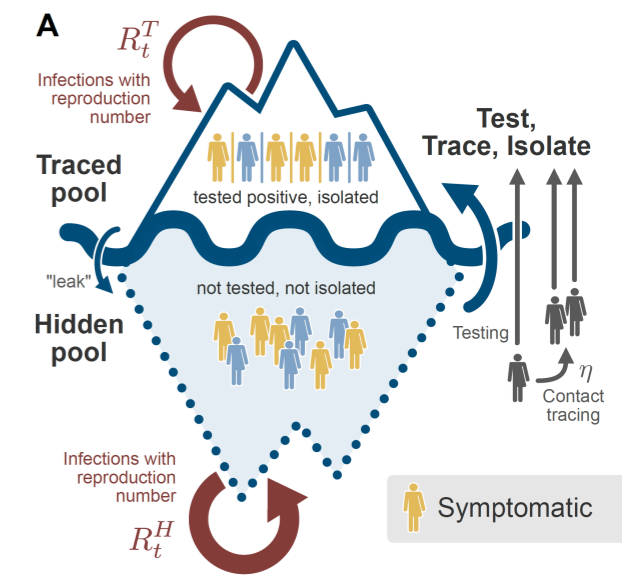 A
R_t^T
Infections with
reproduction
number
Test,
Trace, Isolate
Traced
pool
tested positive, isolated
"leak"
not tested, not isolated
Hidden
pool
Testing
η
Contact
tracing
Infections with
reproduction
number
R_t^H
Symptomatic